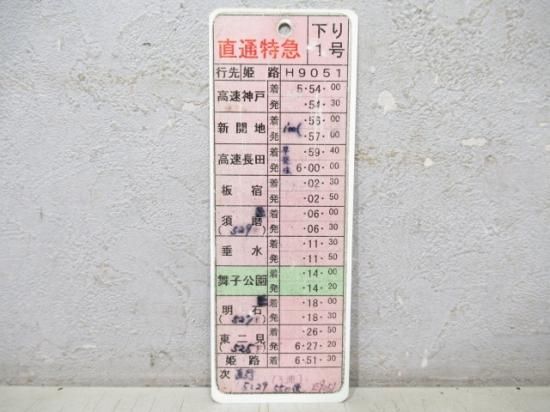 直通特急 下り 1号
行先 姫路 H9051
高速神戸 着 5・54・00
発 ・54・30
新開地 着 ・56・00
発 ・57・00
高速長田 着 ・59・40
発 6・00・00
板宿 着 ・02・30
発 ・02・50
須磨 着 ・06・00
発 ・06・30
垂水 着 ・11・30
発 ・11・50
舞子公園 着 ・14・00
発 ・14・20
明石 着 ・18・00
発 ・18・30
東二見 着 ・26・50
発 6・27・20
姫路 着 6・51・30
次